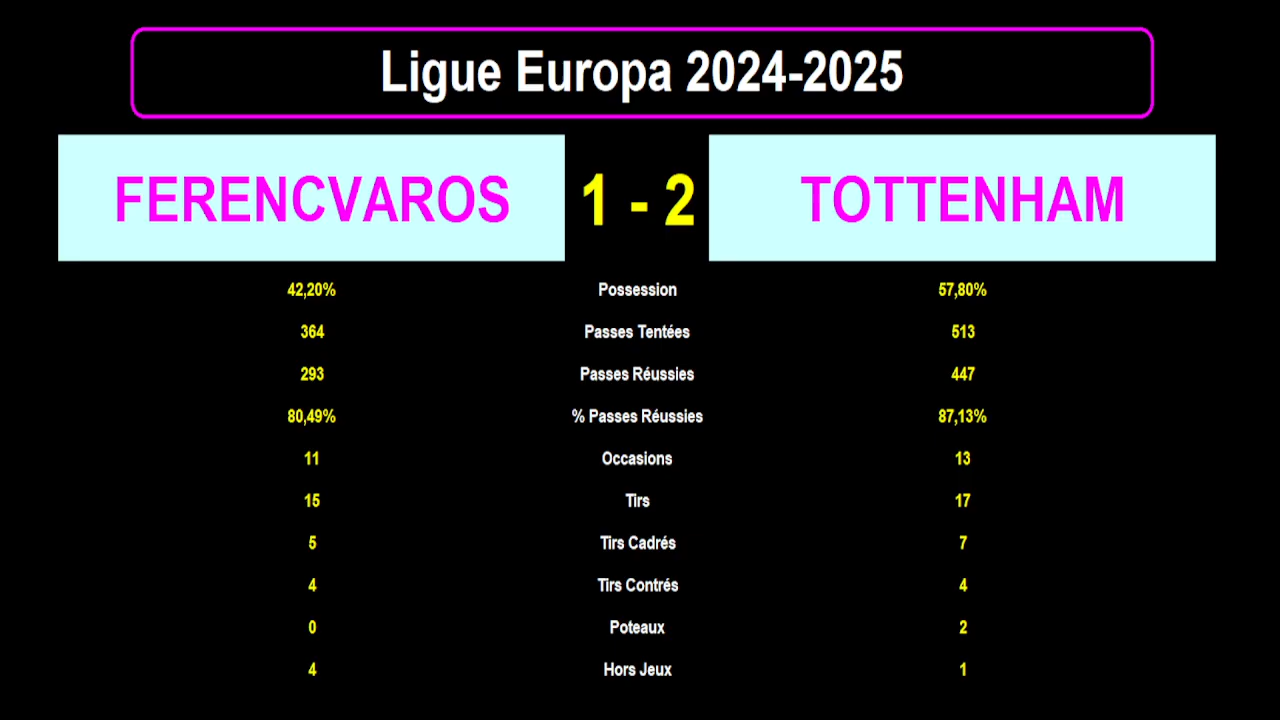 Ligue Europa 2024-2025
FERENCVAROS 1 - 2 TOTTENHAM
42,20% Possession 57,80%
364 Passes Tentées 513
293 Passes Réussies 447
80,49% % Passes Réussies 87,13%
11 Occasions 13
15 Tirs 17
5 Tirs Cadrés 7
4 Tirs Contrés 4
0 Poteaux 2
4 Hors Jeux 1